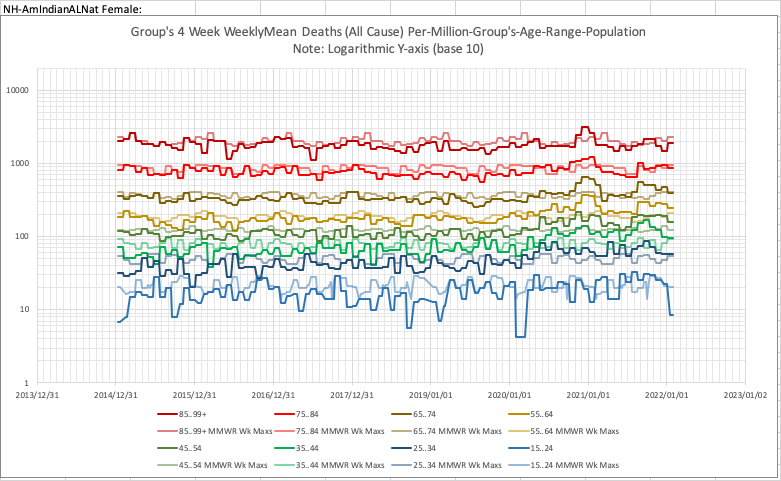 NH-AmIndianALNat Female:
Group's 4 Week WeeklyMean Deaths (All Cause) Per-Million-Group's-Age-Range-Population
Note: Logarithmic Y-axis (base 10)
10000
1000
100
10
1
2013/12/31 2014/12/31 2015/12/31 2016/12/31 2017/12/31 2019/01/01 2020/01/01 2021/01/01 2022/01/01 2023/01/02
85..99+ 75..84 65..74 55..64
85..99+ MMWR Wk Maxs 75..84 MMWR Wk Maxs 65..74 MMWR Wk Maxs 55..64 MMWR Wk Maxs
45..54 35..44 25..34 15..24
45..54 MMWR Wk Maxs 35..44 MMWR Wk Maxs 25..34 MMWR Wk Maxs 15..24 MMWR Wk Maxs